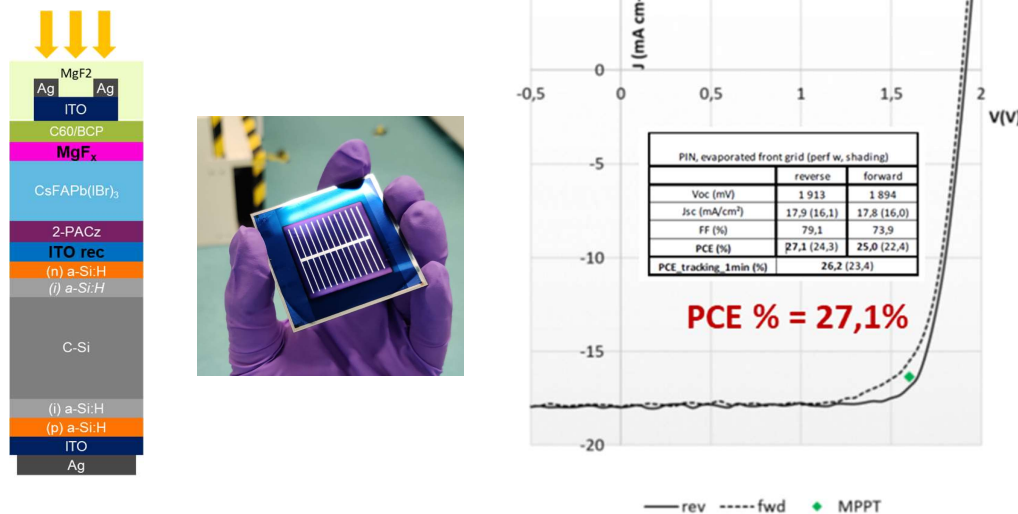 MgF2
Ag Ag
ITO
C60/BCP
MgFₓ
CsFAPb(IBr)₃
2-PACz
ITO rec
(n) a-Si:H
(i) a-Si:H
C-Si
(i) a-Si:H
(p) a-Si:H
ITO
Ag
J (mA cm-
0
-5
-10
-15
-20
-0,5 0 0,5 1 1,5 2
V(V)
PIN, evaporated front grid (perf w, shading)
reverse forward
Voc (mV) 1 913 1 894
Jsc (mA/cm²) 17,9 (16,1) 17,8 (16,0)
FF (%) 79,1 73,9
PCE (%) 27,1 (24,3) 25,0 (22,4)
PCE_tracking_1min (%) 26,2 (23,4)
PCE % = 27,1%
rev fwd MPPT